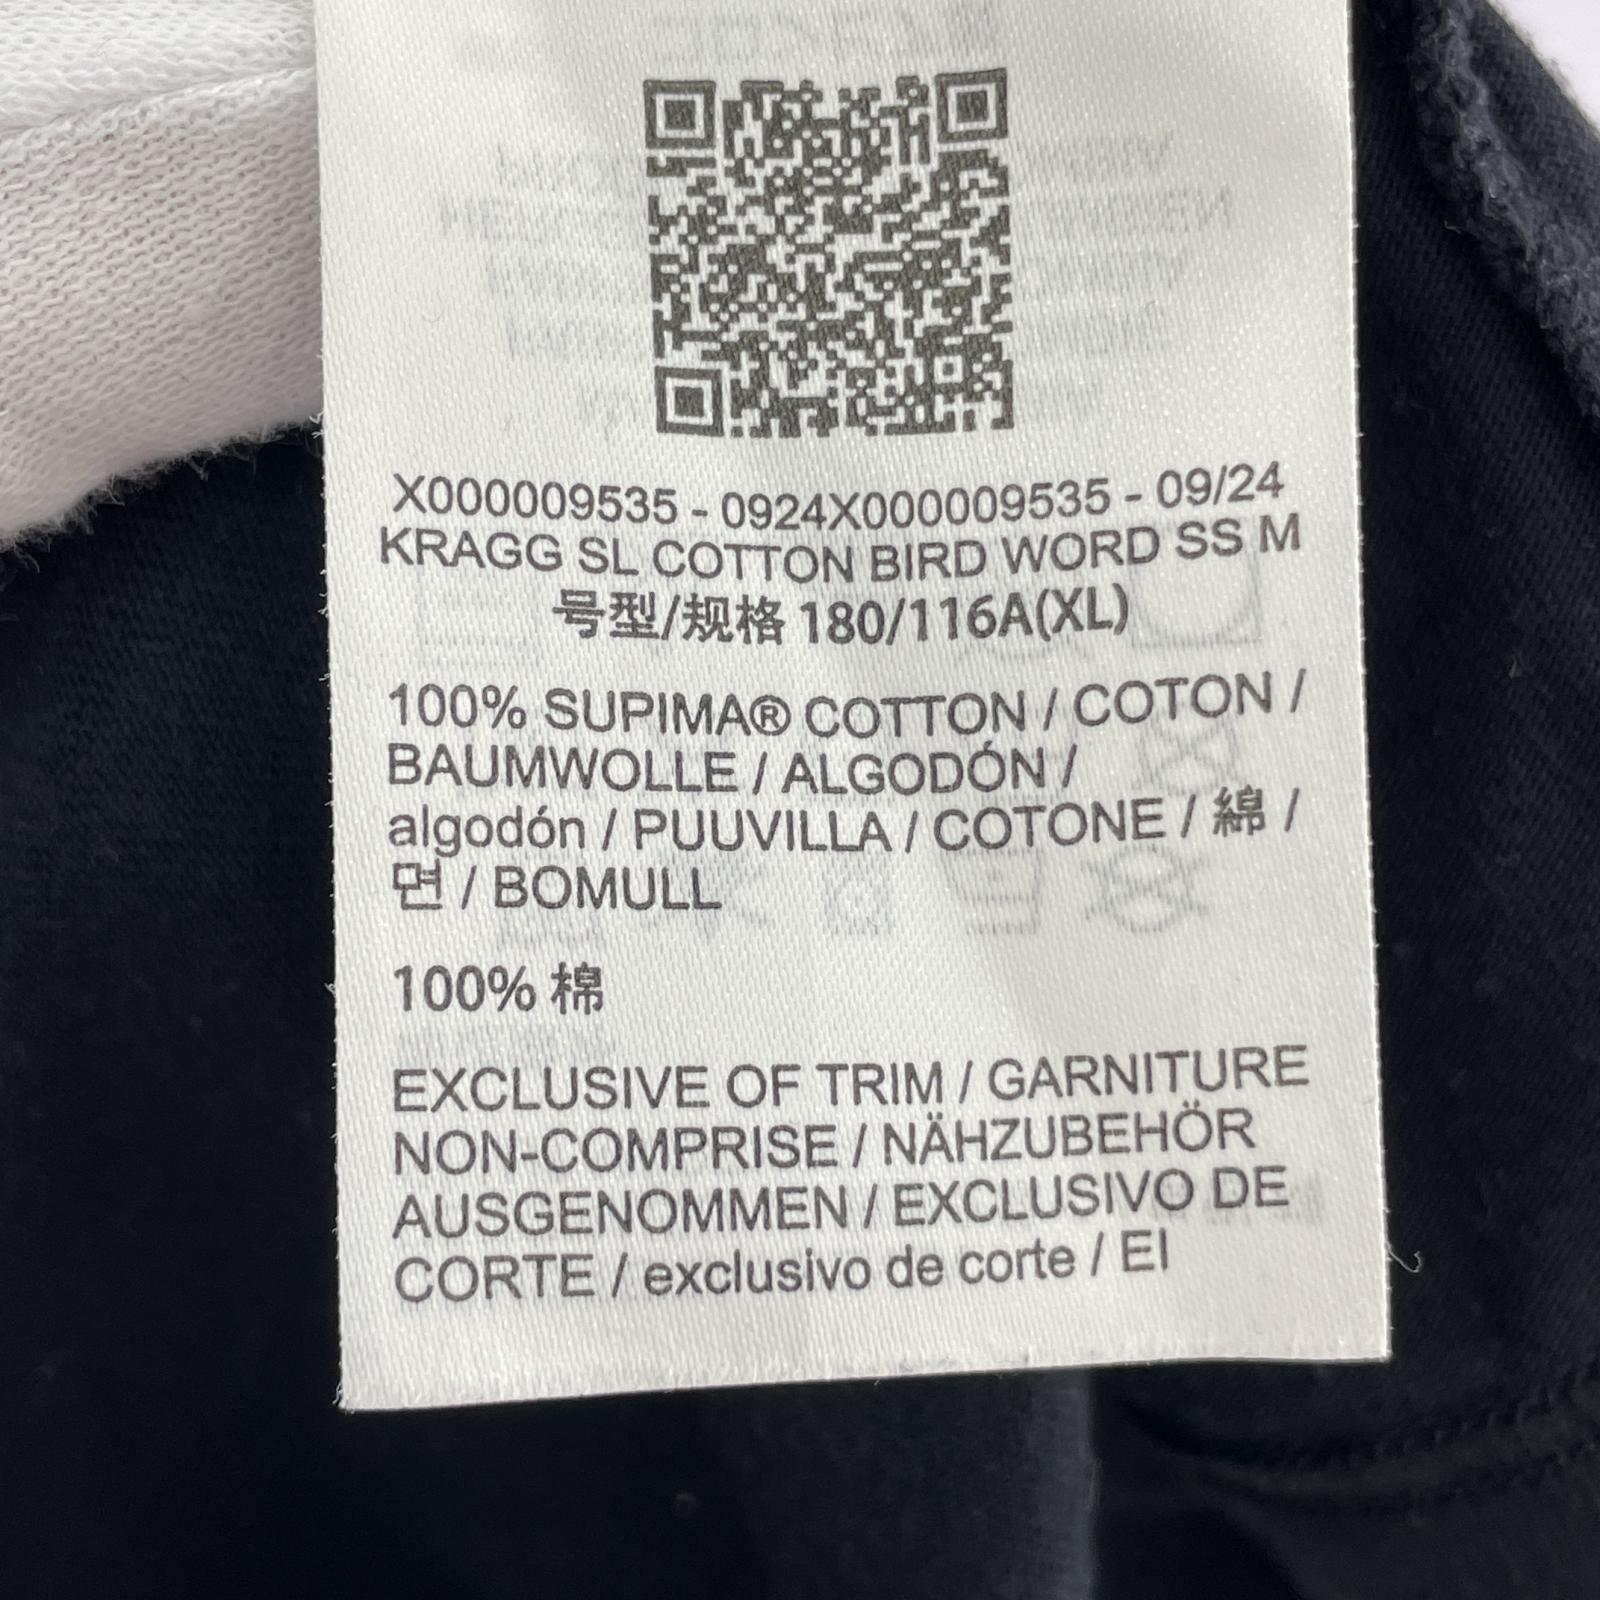 X000009535 - 0924X000009535 - 09/24
KRAGG SL COTTON BIRD WORD SS M
号型/规格 180/116A(XL)
100% SUPIMA® COTTON / COTON /
BAUMWOLLE / ALGODÓN /
algodón / PUUVILLA / COTONE / 綿 /
면 / BOMULL
100% 棉
EXCLUSIVE OF TRIM / GARNITURE
NON-COMPRISE / NÄHZUBEHÖR
AUSGENOMMEN / EXCLUSIVO DE
CORTE / exclusivo de corte / EI